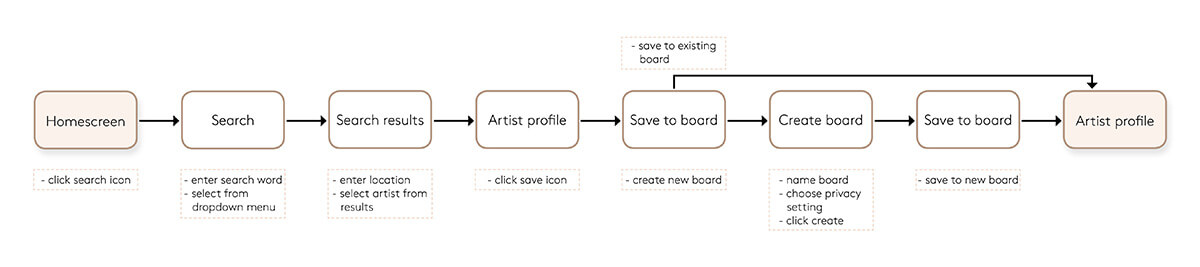 - save to existing
board
Homescreen
Search
Search results
Artist profile
Save to board
Create board
Save to board
Artist profile
- click search icon
- enter search word
- select from
dropdown menu
- enter location
- select artist from
results
- click save icon
- create new board
- name board
- choose privacy
setting
- click create
- save to new board